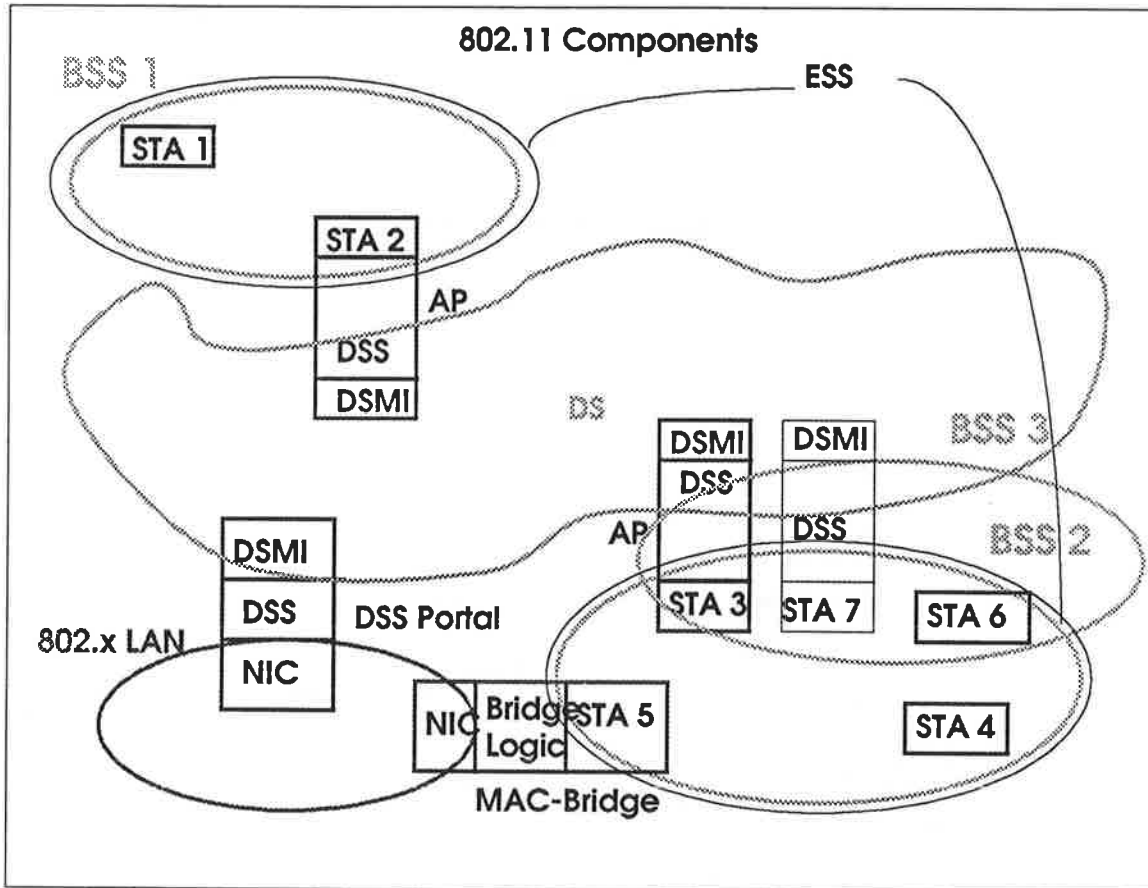 802.11 Components
BSS 1
ESS
STA 1
STA 2
AP
DSS
DSMI
DS
DSMI
DSMI
BSS 3
DSS
AP
DSS
BSS 2
DSMI
STA 3
STA 7
STA 6
DSS
DSS Portal
802.x LAN
NIC
NIC
Bridge
Logic
STA 5
STA 4
MAC-Bridge